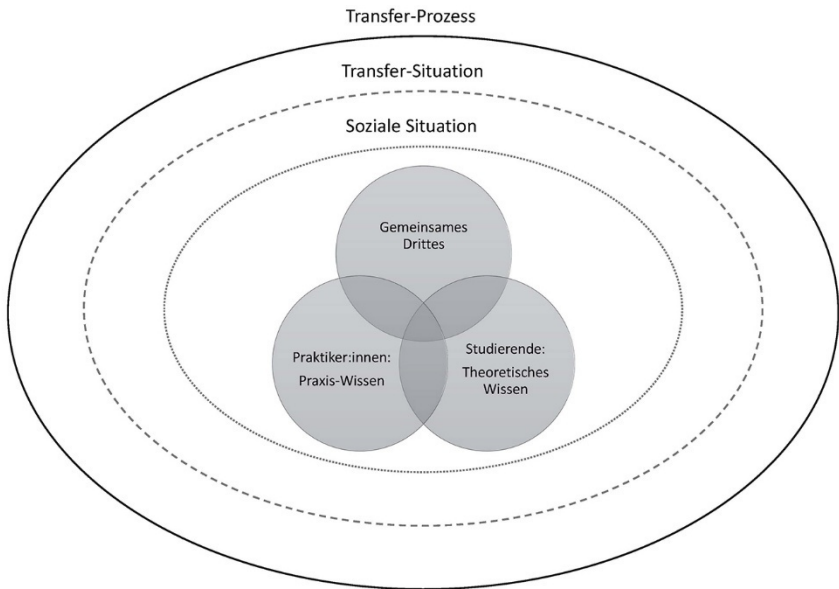 Transfer-Prozess
Transfer-Situation
Soziale Situation
Gemeinsames
Drittes
Praktiker:innen:
Praxis-Wissen
Studierende:
Theoretisches
Wissen